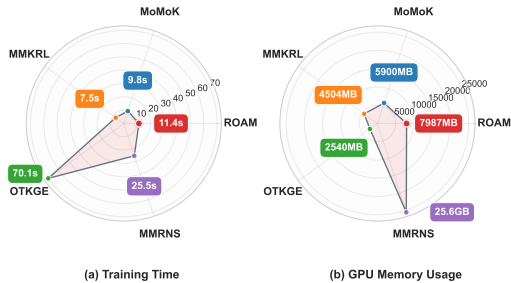 MoMoK
MMKRL
9.8s
7.5s
10 20 30 40 50 60 70
11.4s
ROAM
70.1s
OTKGE
25.5s
MMRNS
(a) Training Time
MoMoK
MMKRL
5900MB
4504MB
5000 10000 15000 20000 25000
7987MB
ROAM
2540MB
OTKGE
25.6GB
MMRNS
(b) GPU Memory Usage